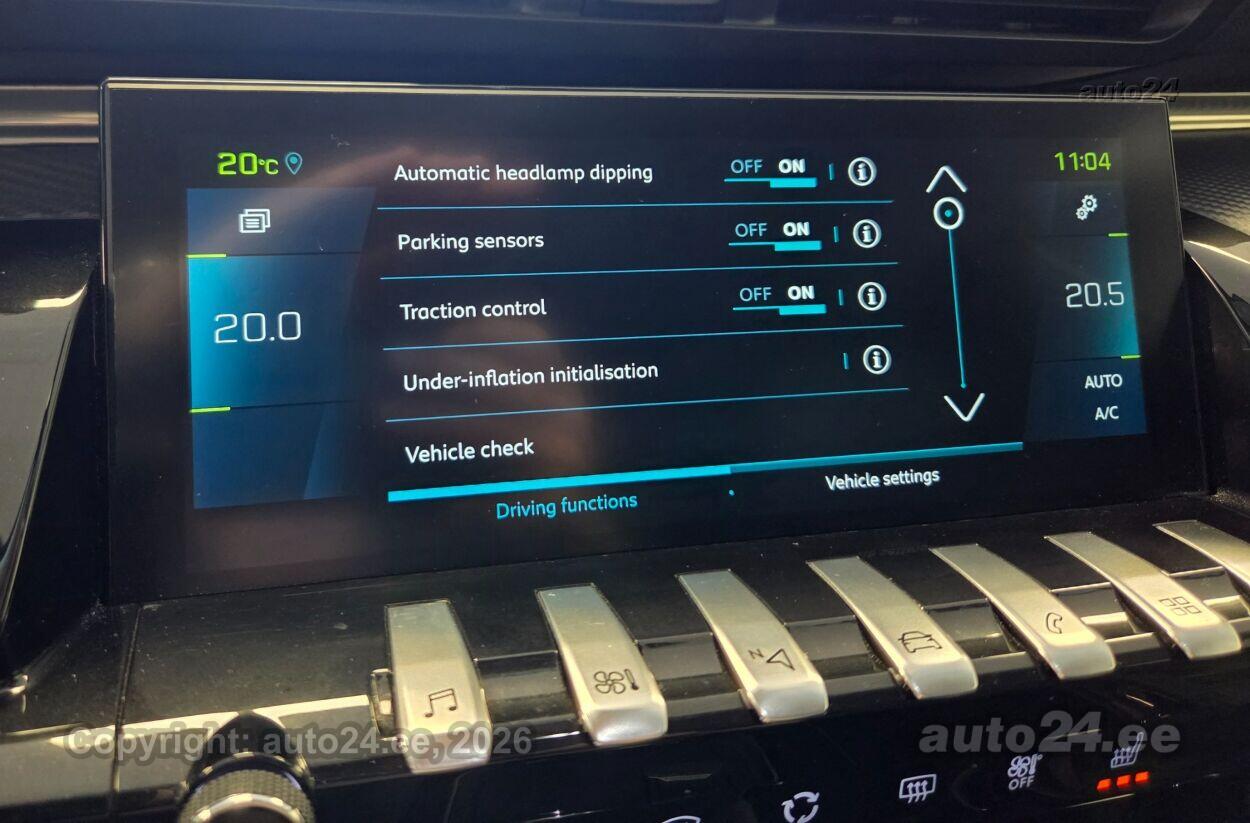 auto24
20°C
11:04
Automatic headlamp dipping OFF ON
Parking sensors OFF ON
Traction control OFF ON
Under-inflation initialisation
Vehicle check
20.0
20.5
AUTO
A/C
Driving functions
Vehicle settings
N
Copyright: auto24.ee, 2026
auto24.ee
OFF